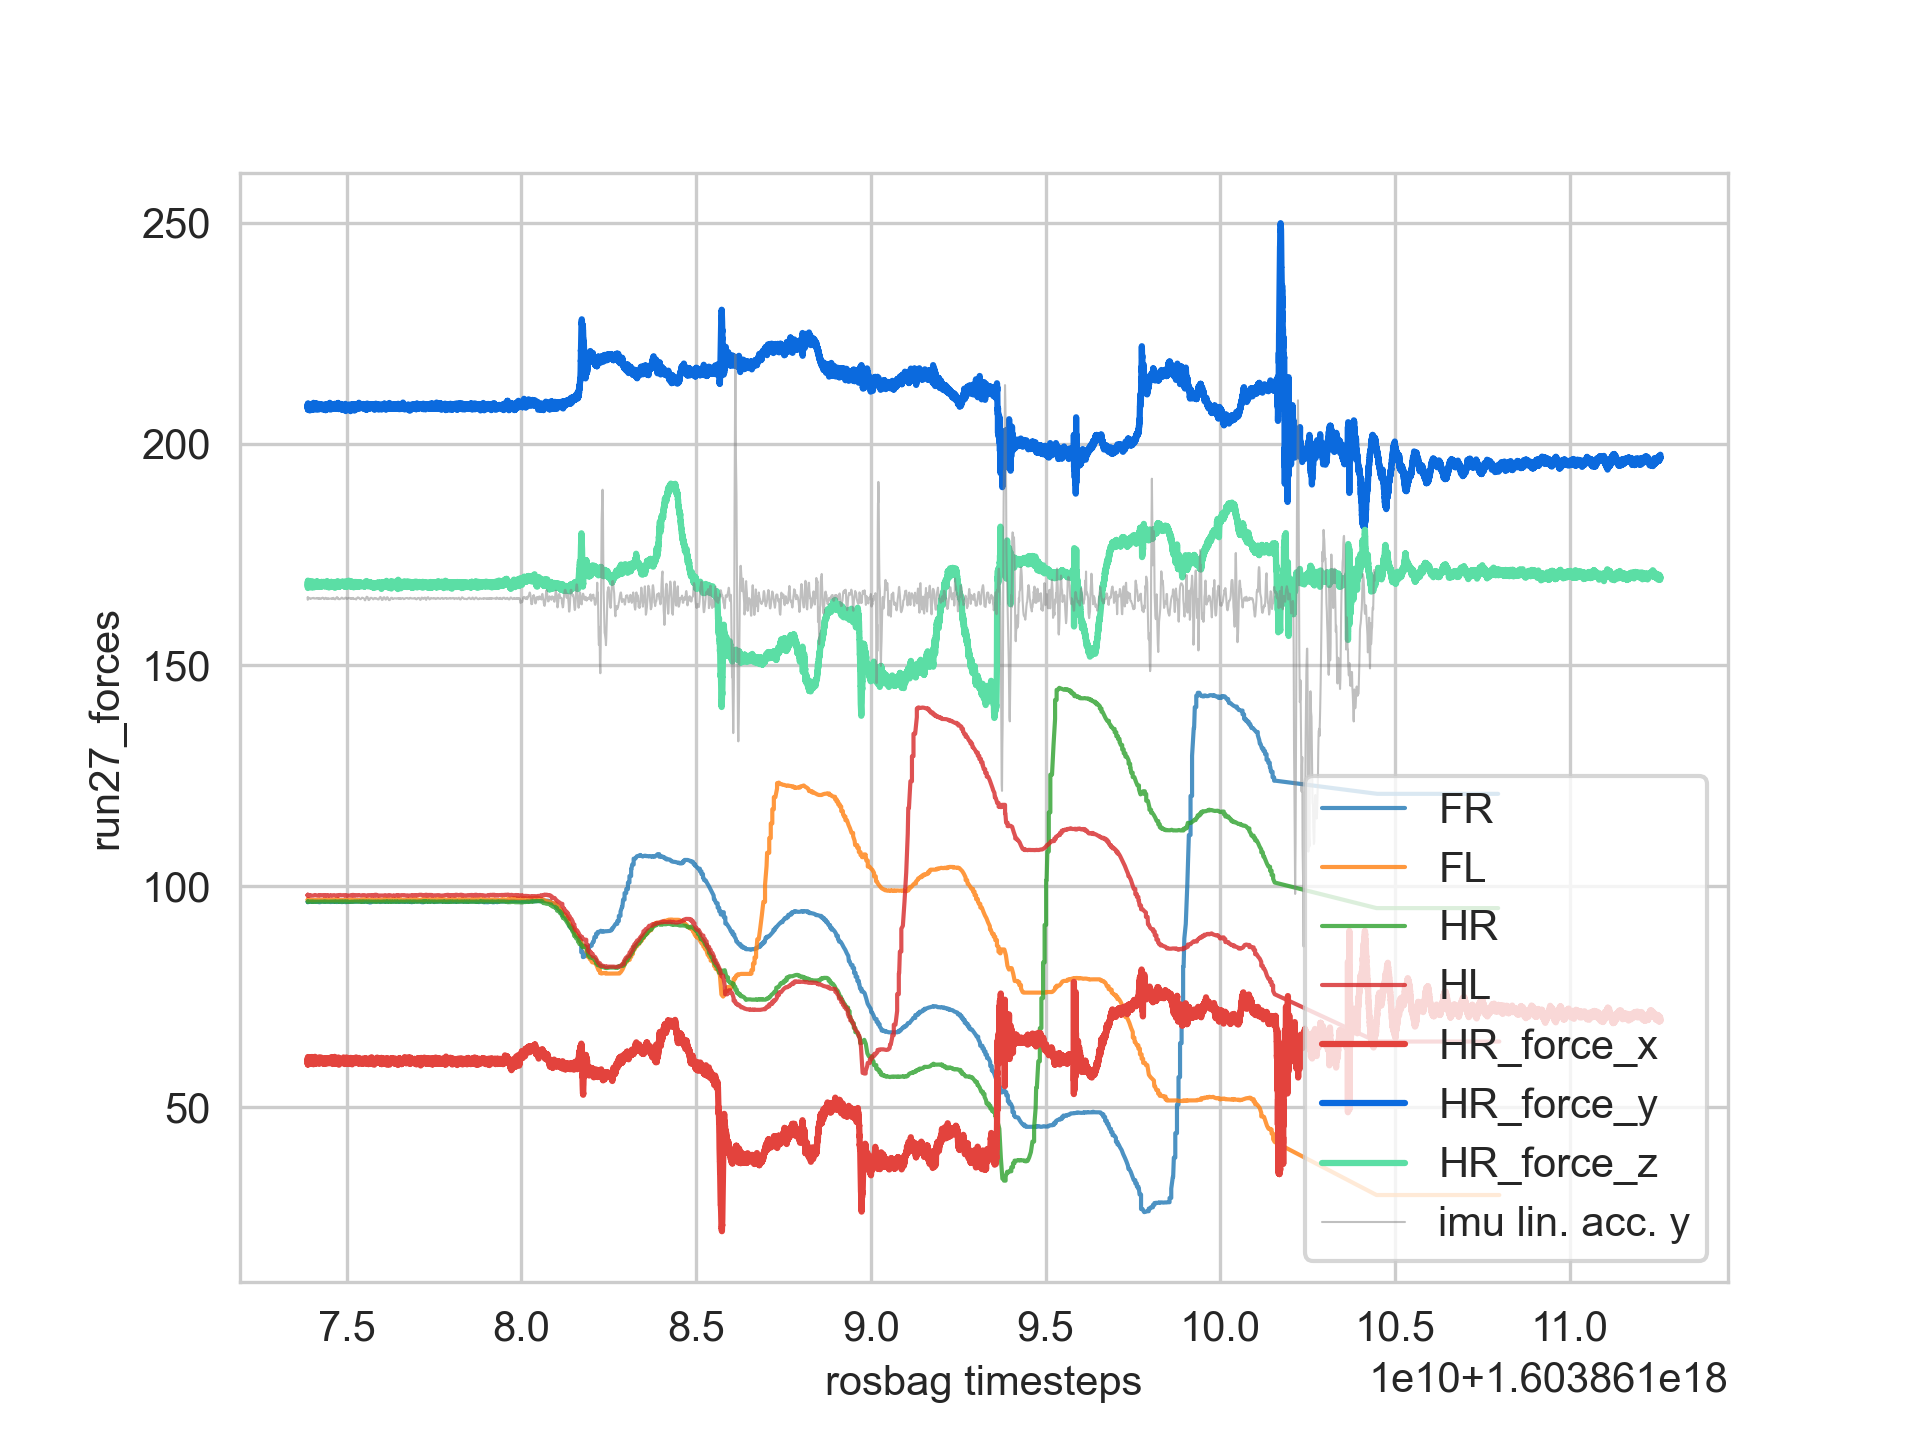 250
200
150
100
50
run27_forces
FR
FL
HR
HL
HR_force_x
HR_force_y
HR_force_z
imu lin. acc. y
7.5 8.0 8.5 9.0 9.5 10.0 10.5 11.0
rosbag timesteps
1e10+1.603861e18